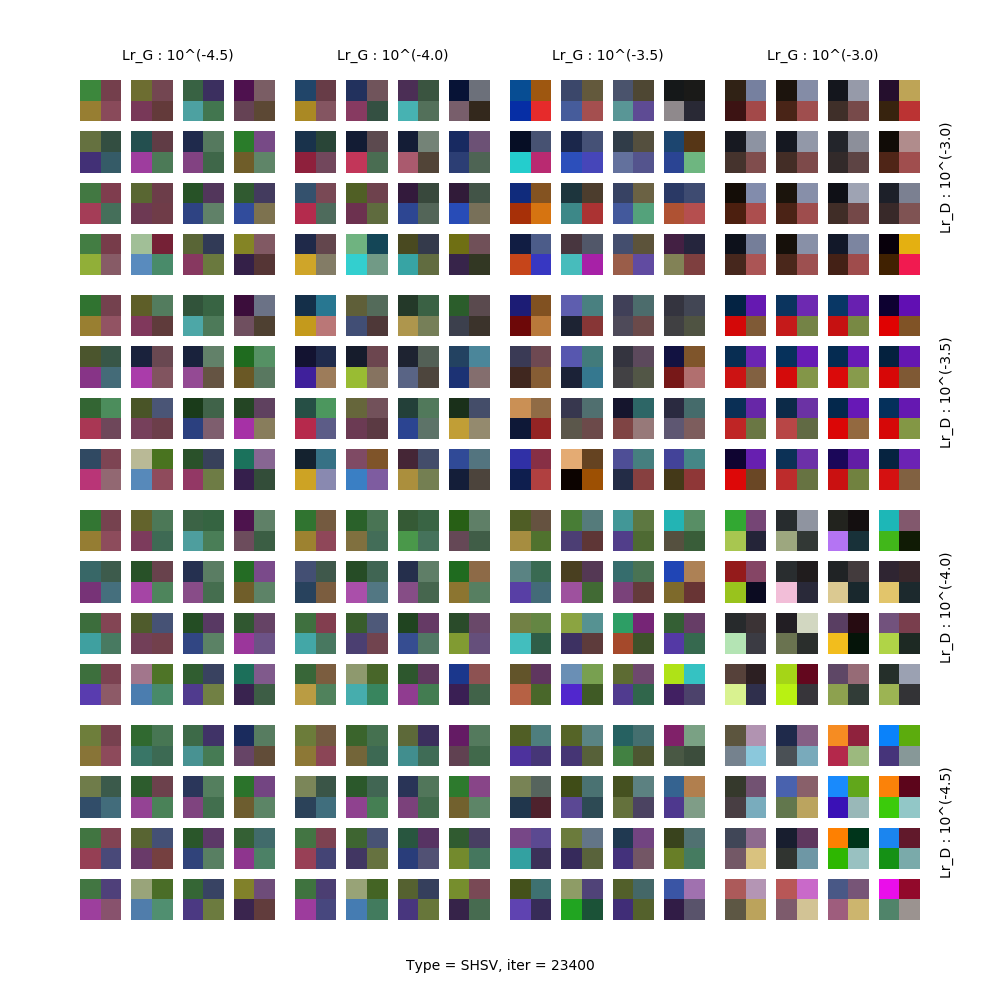 Lr_G : 10^(-4.5)
Lr_G : 10^(-4.0)
Lr_G : 10^(-3.5)
Lr_G : 10^(-3.0)
Lr_D : 10^(-3.0)
Lr_D : 10^(-3.5)
Lr_D : 10^(-4.0)
Lr_D : 10^(-4.5)
Type = SHSV, iter = 23400